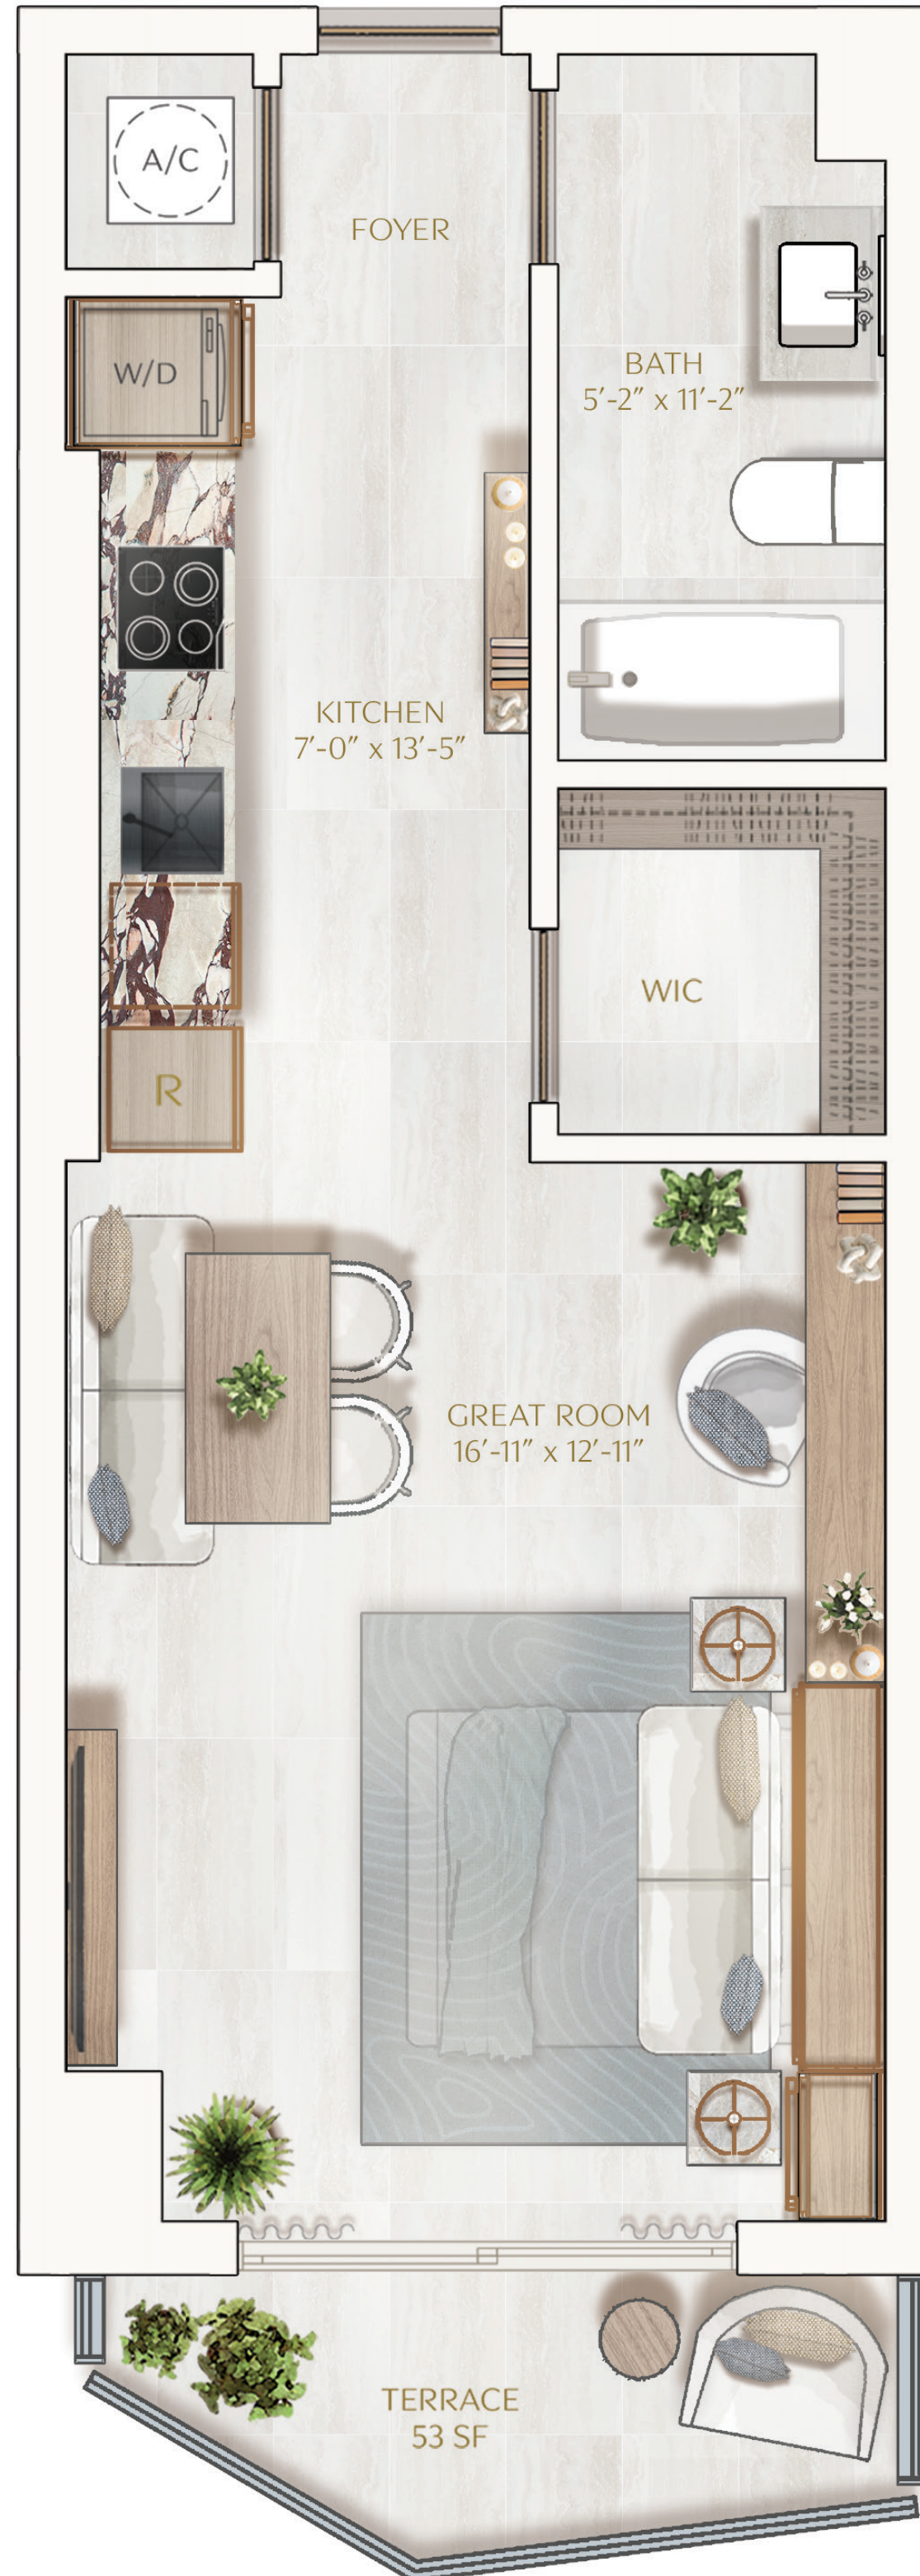 A/C
FOYER
W/D
BATH
5′-2″ x 11′-2″
KITCHEN
7′-0″ x 13′-5″
WIC
R
GREAT ROOM
16′-11″ x 12′-11″
TERRACE
53 SF